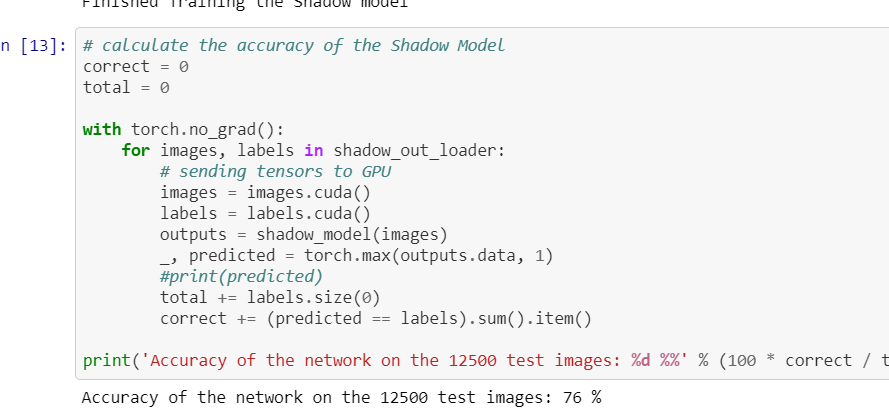 Finished Training the Shadow model
n [13]: # calculate the accuracy of the Shadow Model
correct = 0
total = 0
with torch.no_grad():
for images, labels in shadow_out_loader:
# sending tensors to GPU
images = images.cuda()
labels = labels.cuda()
outputs = shadow_model(images)
_, predicted = torch.max(outputs.data, 1)
#print(predicted)
total += labels.size(0)
correct += (predicted == labels).sum().item()
print('Accuracy of the network on the 12500 test images: %d %%' % (100 * correct / t
Accuracy of the network on the 12500 test images: 76 %